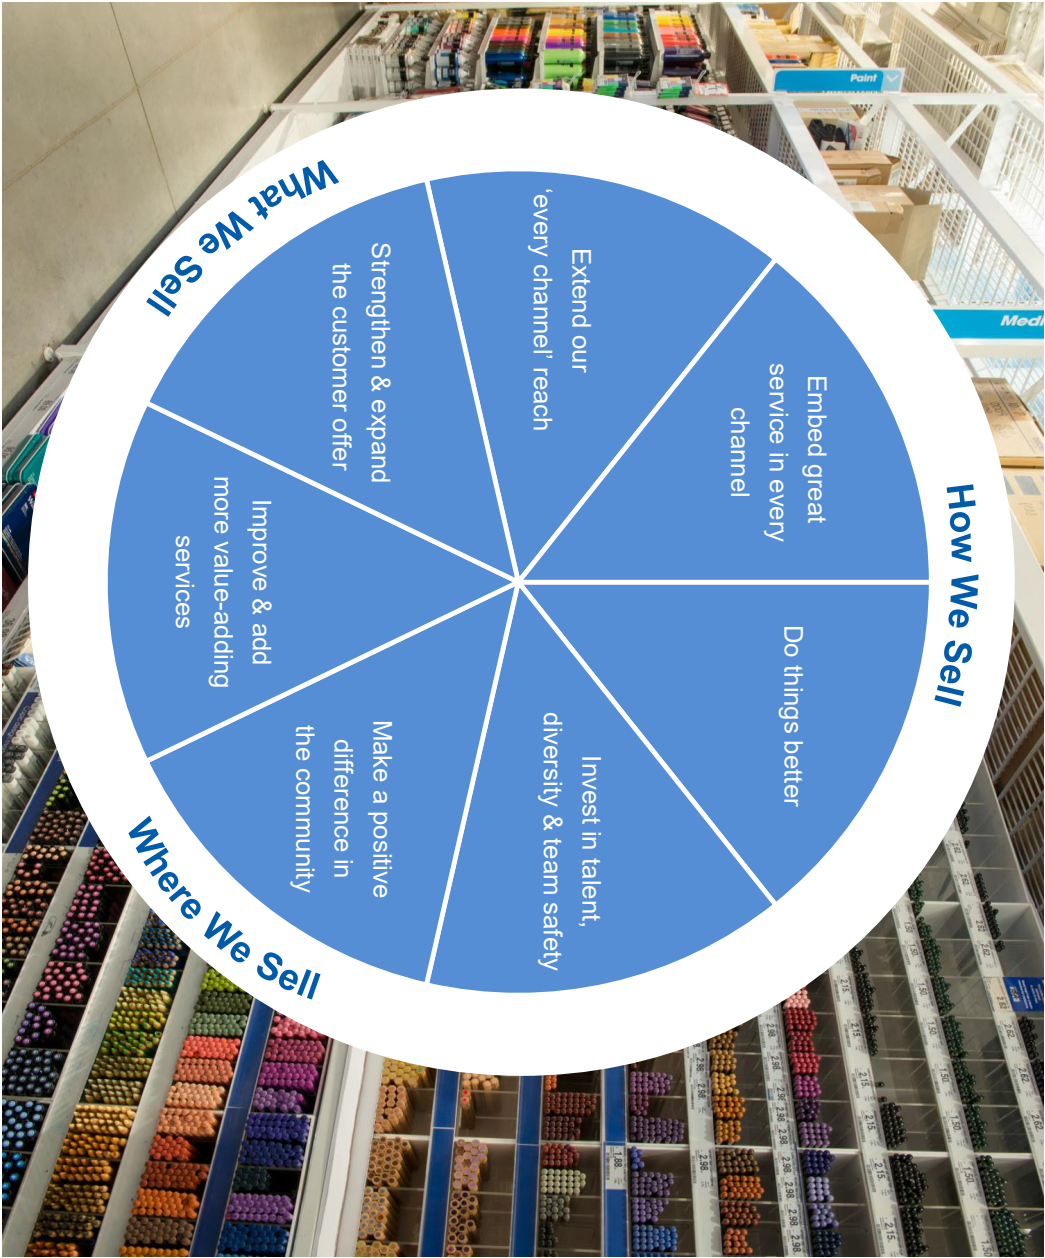 How We Sell
Embed great
service in every
channel
Do things better
Extend our
‘every channel’ reach
Invest in talent,
diversity & team safety
Strengthen & expand
the customer offer
Make a positive
difference in
the community
Improve & add
more value-adding
services
What We Sell
Where We Sell
Paint